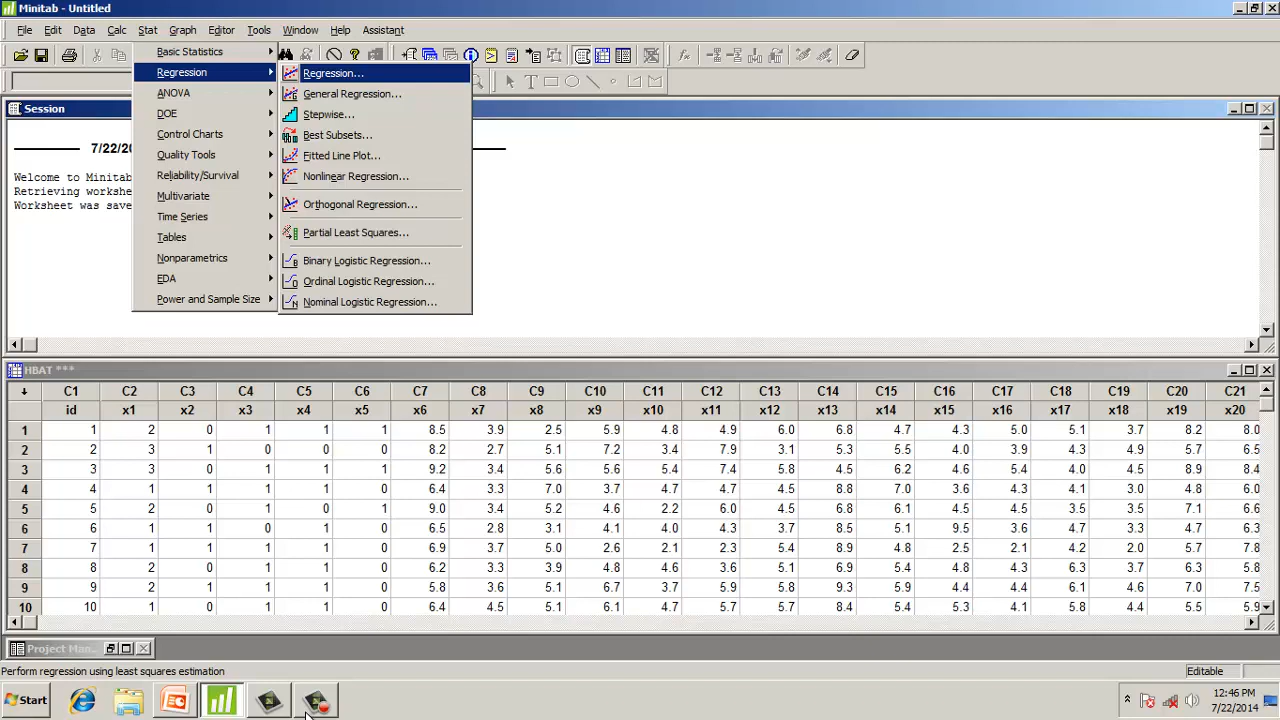 Minitab - Untitled
File Edit Data Calc Stat Graph Editor Tools Window Help Assistant
Basic Statistics
Regression
ANOVA
DOE
Control Charts
Quality Tools
Reliability/Survival
Multivariate
Time Series
Tables
Nonparametrics
EDA
Power and Sample Size
Regression...
General Regression...
Stepwise...
Best Subsets...
Fitted Line Plot...
Nonlinear Regression...
Orthogonal Regression...
Partial Least Squares...
Binary Logistic Regression...
Ordinal Logistic Regression...
Nominal Logistic Regression...
Session
7/22/20
Welcome to Minitab
Retrieving workshe
Worksheet was save
HBAT ***
C1 C2 C3 C4 C5 C6 C7 C8 C9 C10 C11 C12 C13 C14 C15 C16 C17 C18 C19 C20 C21
id x1 x2 x3 x4 x5 x6 x7 x8 x9 x10 x11 x12 x13 x14 x15 x16 x17 x18 x19 x20
1 1 2 0 1 1 1 8.5 3.9 2.5 5.9 4.8 4.9 6.0 6.8 4.7 4.3 5.0 5.1 3.7 8.2 8.0
2 2 3 1 0 0 0 8.2 2.7 5.1 7.2 3.4 7.9 3.1 5.3 5.5 4.0 3.9 4.3 4.9 5.7 6.5
3 3 3 0 1 1 1 9.2 3.4 5.6 5.6 5.4 7.4 5.8 4.5 6.2 4.6 5.4 4.0 4.5 8.9 8.4
4 4 1 1 1 1 0 6.4 3.3 7.0 3.7 4.7 4.7 4.5 8.8 7.0 3.6 4.3 4.1 3.0 4.8 6.0
5 5 2 0 1 0 1 9.0 3.4 5.2 4.6 2.2 6.0 4.5 6.8 6.1 4.5 4.5 3.5 3.5 7.1 6.6
6 6 1 1 0 1 0 6.5 2.8 3.1 4.1 4.0 4.3 3.7 8.5 5.1 9.5 3.6 4.7 3.3 4.7 6.3
7 7 1 1 1 1 0 6.9 3.7 5.0 2.6 2.1 2.3 5.4 8.9 4.8 2.5 2.1 4.2 2.0 5.7 7.8
8 8 2 0 1 1 0 6.2 3.3 3.9 4.8 4.6 3.6 5.1 6.9 5.4 4.8 4.3 6.3 3.7 6.3 5.8
9 9 2 1 1 1 0 5.8 3.6 5.1 6.7 3.7 5.9 5.8 9.3 5.9 4.4 4.4 6.1 4.6 7.0 7.5
10 10 1 0 1 1 0 6.4 4.5 5.1 6.1 4.7 5.7 5.7 8.4 5.4 5.3 4.1 5.8 4.4 5.5 5.9
Project Man...
Perform regression using least squares estimation
Editable
Start
12:46 PM
7/22/2014